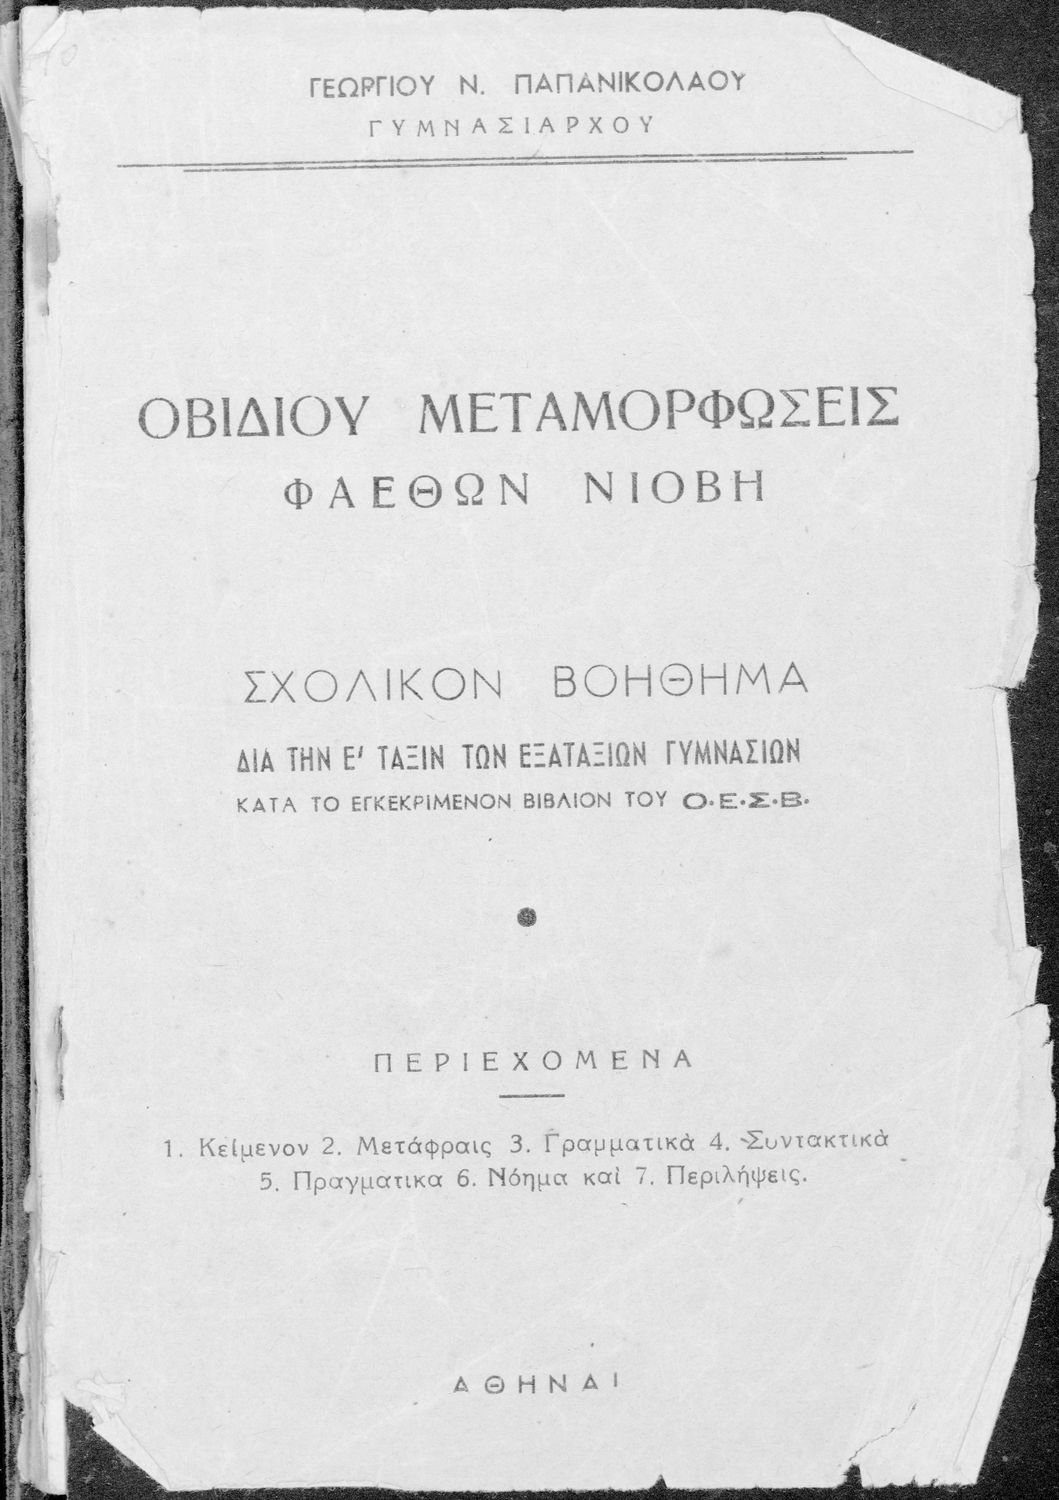 ΓΕΩΡΓΙΟΥ Ν. ΠΑΠΑΝΙΚΟΛΑΟΥ
ΓΥΜΝΑΣΙΑΡΧΟΥ
ΟΒΙΔΙΟΥ ΜΕΤΑΜΟΡΦΩΣΕΙΣ
ΦΑΕΘΩΝ ΝΙΟΒΗ
ΣΧΟΛΙΚΟΝ ΒΟΗΘΗΜΑ
ΔΙΑ ΤΗΝ Ε' ΤΑΞΙΝ ΤΩΝ ΕΞΑΤΑΞΙΩΝ ΓΥΜΝΑΣΙΩΝ
ΚΑΤΑ ΤΟ ΕΓΚΕΚΡΙΜΕΝΟΝ ΒΙΒΛΙΟΝ ΤΟΥ Ο.Ε.Σ.Β.
ΠΕΡΙΕΧΟΜΕΝΑ
1. Κείμενον 2. Μετάφραις 3. Γραμματικὰ 4. Συντακτικὰ
5. Πραγματικα 6. Νόημα καὶ 7. Περιλήψεις.
ΑΘΗΝΑΙ